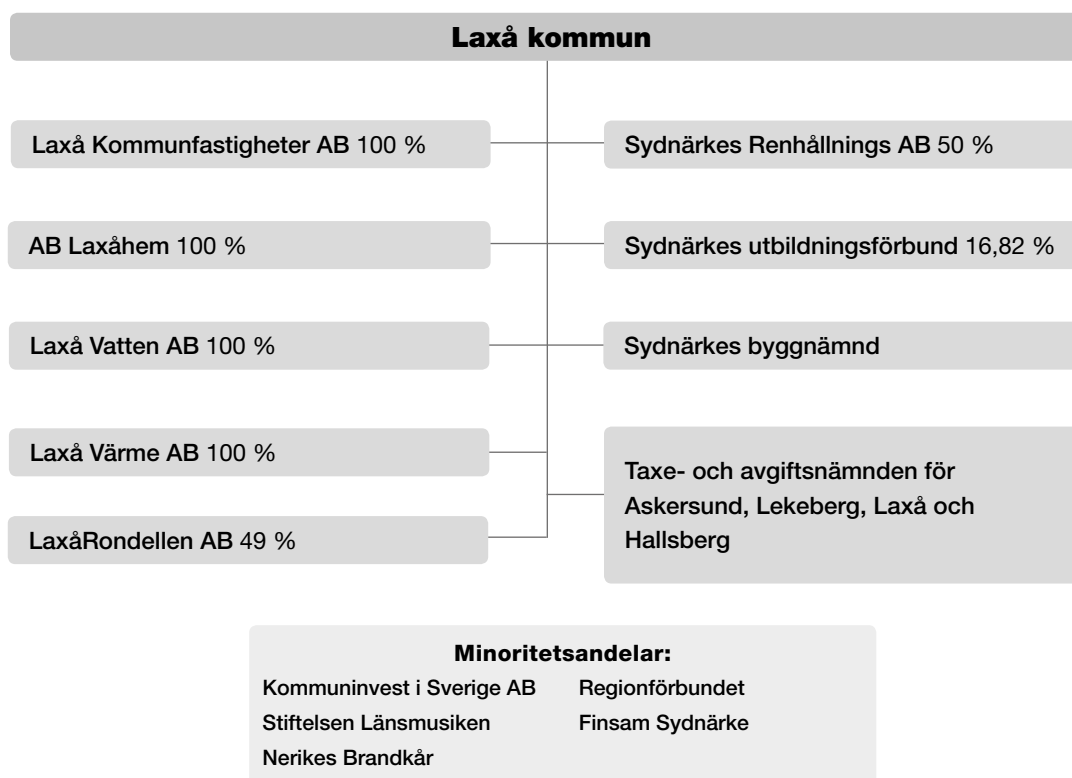 Laxå kommun
Laxå Kommunfastigheter AB 100 %
Sydnärkes Renhållnings AB 50 %
AB Laxåhem 100 %
Sydnärkes utbildningsförbund 16,82 %
Laxå Vatten AB 100 %
Sydnärkes byggnämnd
Laxå Värme AB 100 %
Taxe- och avgiftsnämnden för
Askersund, Lekeberg, Laxå och
Hallsberg
LaxåRondellen AB 49 %
Minoritetsandelar:
Kommuninvest i Sverige AB
Regionförbundet
Stiftelsen Länsmusiken
Finsam Sydnärke
Nerikes Brandkår